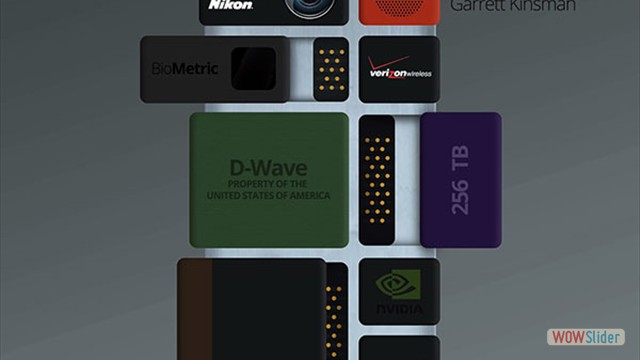 Nikon
Garrett Kinsman
BioMetric
verizonwireless
D-Wave
PROPERTY OF THE
UNITED STATES OF AMERICA
256 TB
NVIDIA
WOWSlider